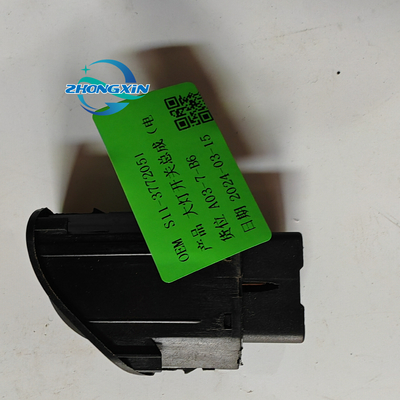 ZHONGXIN
OEM S11-3772051
产品 大灯开关总成（电
货位 A03-7-B6
日期 2024-03-15